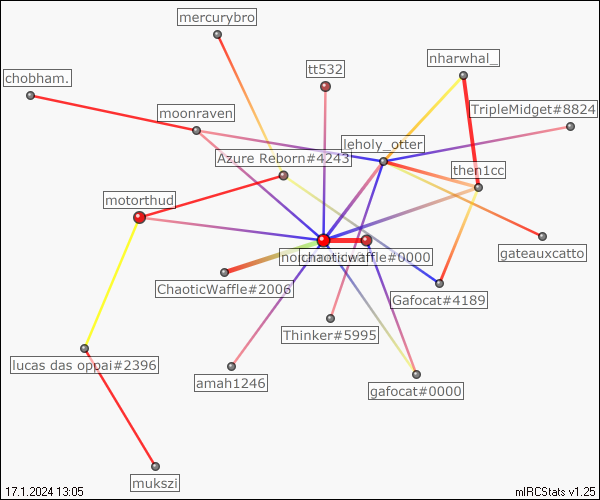 mercurybro
nharwhal_
tt532
chobham.
TripleMidget#8824
moonraven
leholy_otter
Azure Reborn#4243
then1cc
motorthud
gateauxcatto
chaoticwaffle#0000
ChaoticWaffle#2006
Gafocat#4189
Thinker#5995
lucas das oppai#2396
amah1246
gafocat#0000
mukszi
17.1.2024 13:05
mIRCStats v1.25